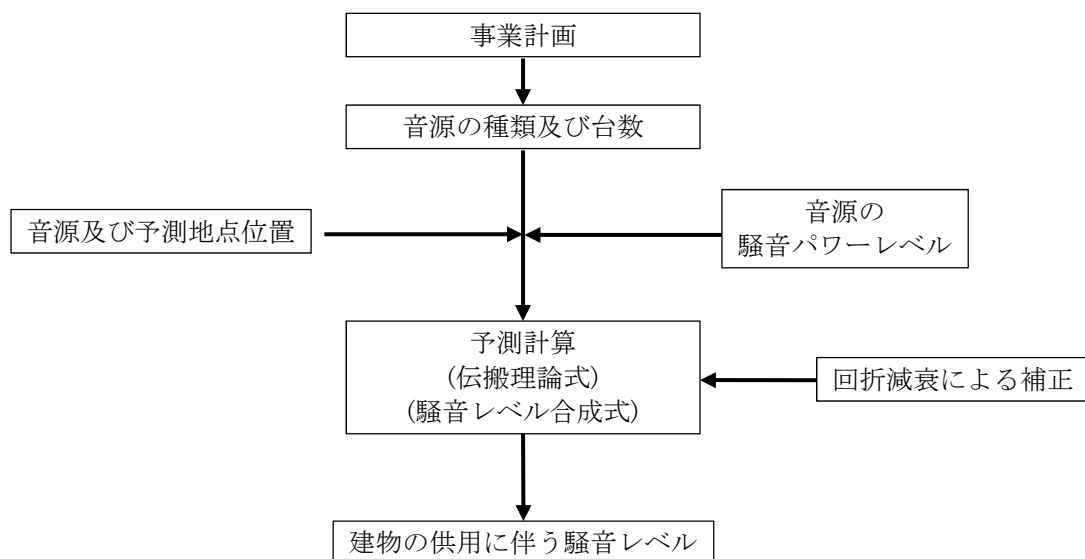 事業計画
音源の種類及び台数
音源及び予測地点位置
音源の
騒音パワーレベル
予測計算
(伝搬理論式)
(騒音レベル合成式)
回折減衰による補正
建物の供用に伴う騒音レベル